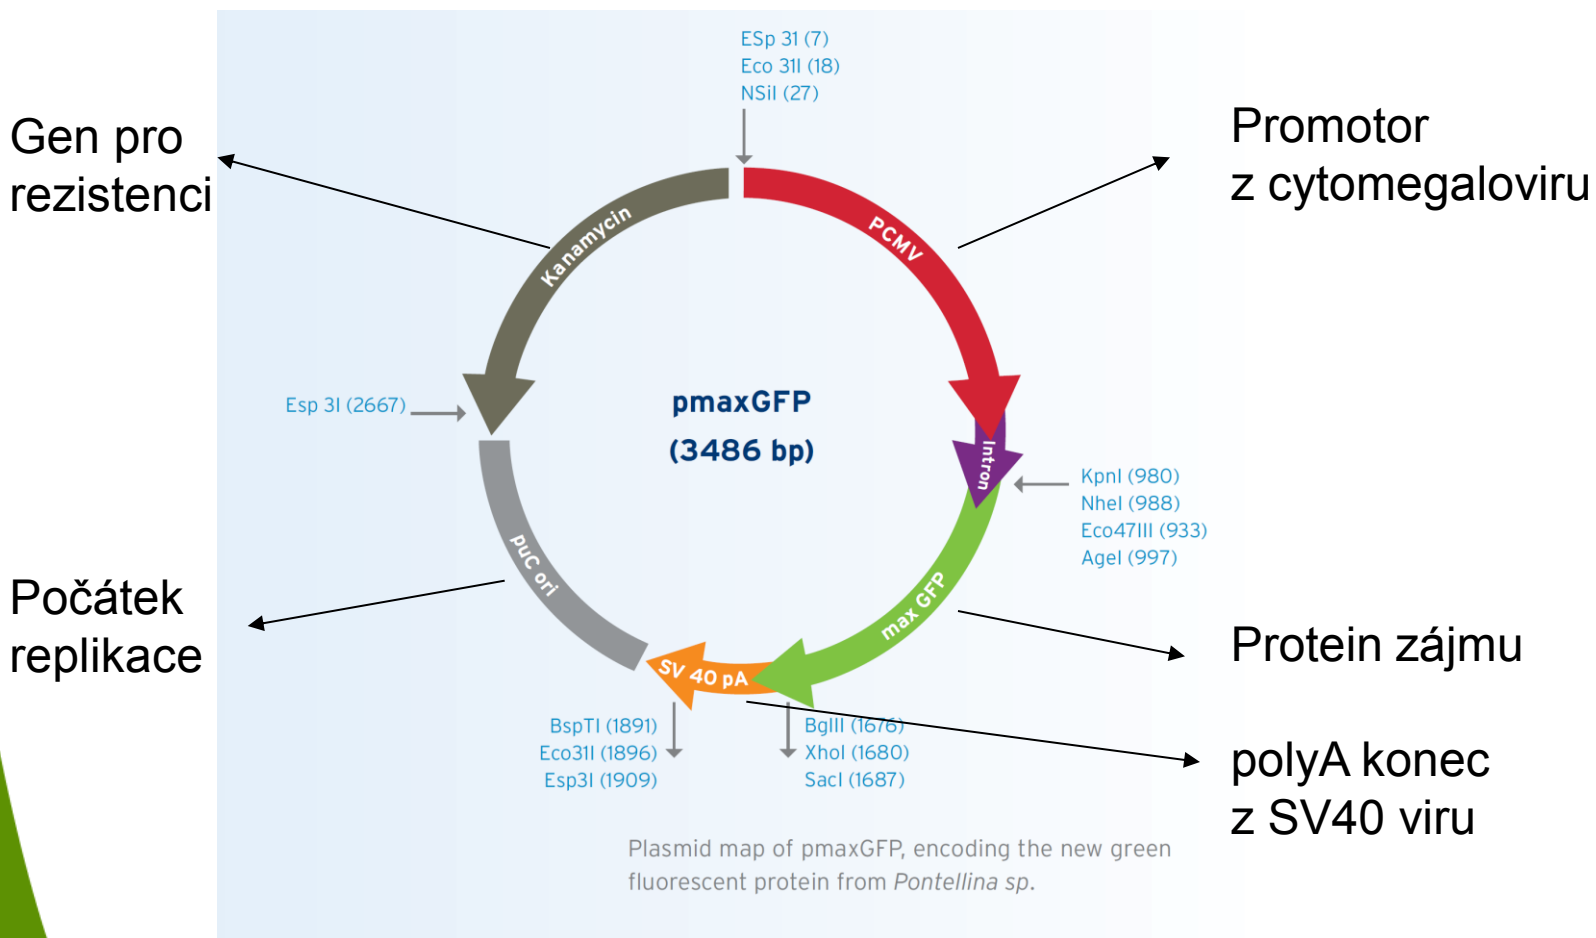 Gen pro
rezistenci
Počátek
replikace
ESp 31 (7)
Eco 31I (18)
NSiI (27)
Kanamycin
PCMV
Esp 3I (2667)
pmaxGFP
(3486 bp)
Intron
KpnI (980)
NheI (988)
Eco47III (933)
AgeI (997)
puC ori
max GFP
SV 40 pA
BspTI (1891)
Eco31I (1896)
Esp3I (1909)
BglII (1676)
XhoI (1680)
SacI (1687)
Plasmid map of pmaxGFP, encoding the new green
fluorescent protein from Pontellina sp.
Promotor
z cytomegaloviru
Protein zájmu
polyA konec
z SV40 viru